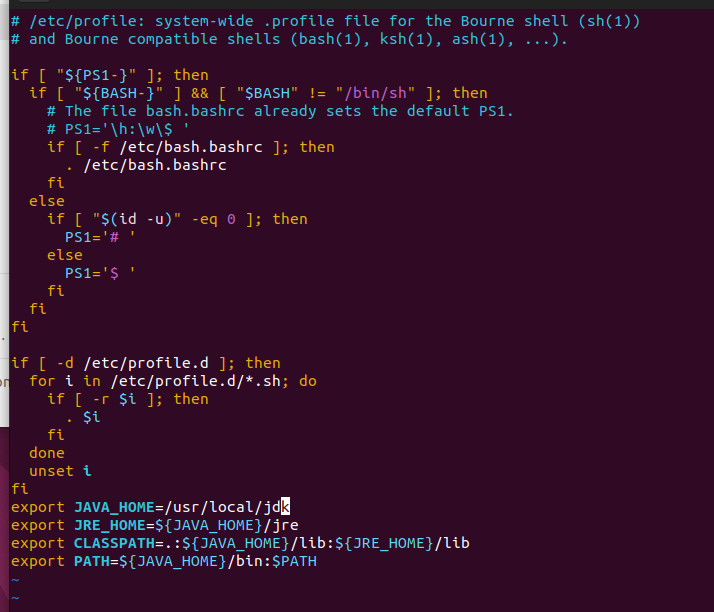 # /etc/profile: system-wide .profile file for the Bourne shell (sh(1))
# and Bourne compatible shells (bash(1), ksh(1), ash(1), ...).
if [ "${PS1-}" ]; then
if [ "${BASH-}" ] && [ "$BASH" != "/bin/sh" ]; then
# The file bash.bashrc already sets the default PS1.
# PS1='\h:\w\$ '
if [ -f /etc/bash.bashrc ]; then
. /etc/bash.bashrc
fi
else
if [ "$(id -u)" -eq 0 ]; then
PS1='# '
else
PS1='$ '
fi
fi
fi
if [ -d /etc/profile.d ]; then
for i in /etc/profile.d/*.sh; do
if [ -r $i ]; then
. $i
fi
done
unset i
fi
export JAVA_HOME=/usr/local/jdk
export JRE_HOME=${JAVA_HOME}/jre
export CLASSPATH=.:${JAVA_HOME}/lib:${JRE_HOME}/lib
export PATH=${JAVA_HOME}/bin:$PATH
~
~